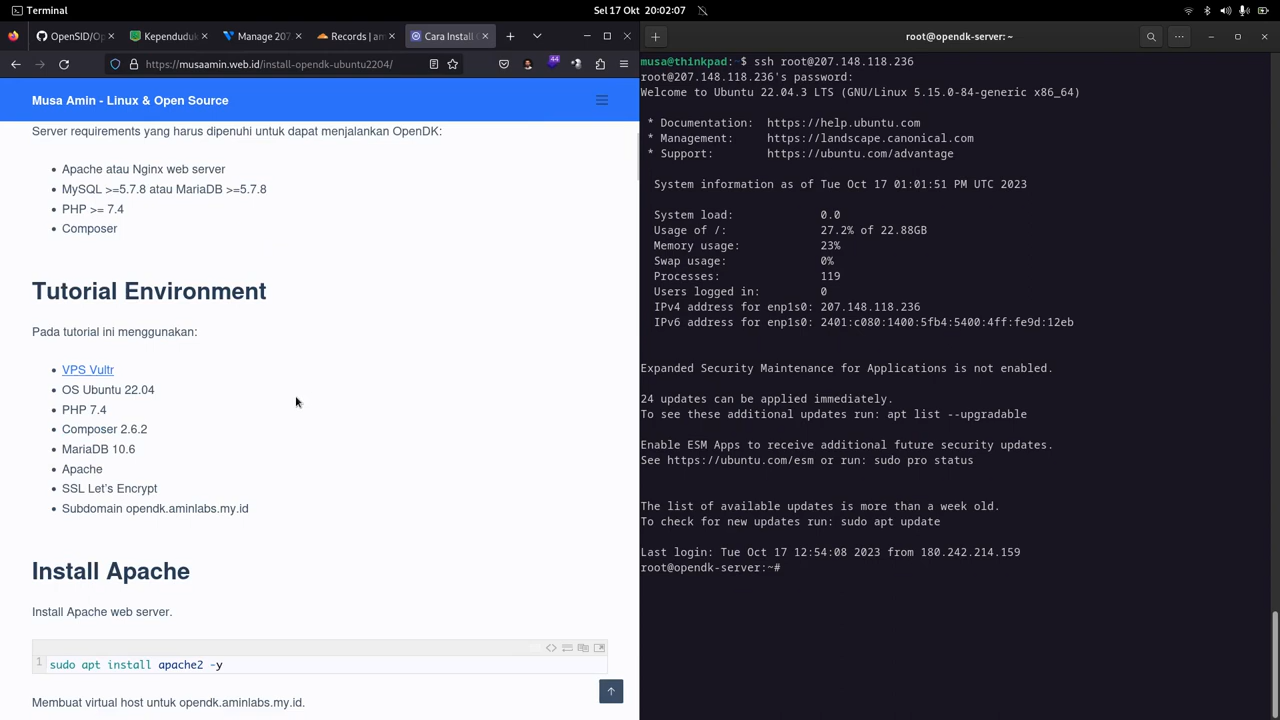 Terminal
Sel 17 Okt 20:02:07
OpenSID/Op
Kependuduk
Manage 207.
Records | am
Cara Install
https://musaamin.web.id/install-opendk-ubuntu2204/
Musa Amin - Linux & Open Source
Server requirements yang harus dipenuhi untuk dapat menjalankan OpenDK:
Apache atau Nginx web server
MySQL >=5.7.8 atau MariaDB >=5.7.8
PHP >= 7.4
Composer
Tutorial Environment
Pada tutorial ini menggunakan:
VPS Vultr
OS Ubuntu 22.04
PHP 7.4
Composer 2.6.2
MariaDB 10.6
Apache
SSL Let's Encrypt
Subdomain opendk.aminlabs.my.id
Install Apache
Install Apache web server.
1 sudo apt install apache2 -y
Membuat virtual host untuk opendk.aminlabs.my.id.
root@opendk-server: ~
musa@thinkpad:~$ ssh root@207.148.118.236
root@207.148.118.236's password:
Welcome to Ubuntu 22.04.3 LTS (GNU/Linux 5.15.0-84-generic x86_64)
* Documentation: https://help.ubuntu.com
* Management: https://landscape.canonical.com
* Support: https://ubuntu.com/advantage
System information as of Tue Oct 17 01:01:51 PM UTC 2023
System load: 0.0
Usage of /: 27.2% of 22.88GB
Memory usage: 23%
Swap usage: 0%
Processes: 119
Users logged in: 0
IPv4 address for enp1s0: 207.148.118.236
IPv6 address for enp1s0: 2401:c080:1400:5fb4:5400:4ff:fe9d:12eb
Expanded Security Maintenance for Applications is not enabled.
24 updates can be applied immediately.
To see these additional updates run: apt list --upgradable
Enable ESM Apps to receive additional future security updates.
See https://ubuntu.com/esm or run: sudo pro status
The list of available updates is more than a week old.
To check for new updates run: sudo apt update
Last login: Tue Oct 17 12:54:08 2023 from 180.242.214.159
root@opendk-server:~#